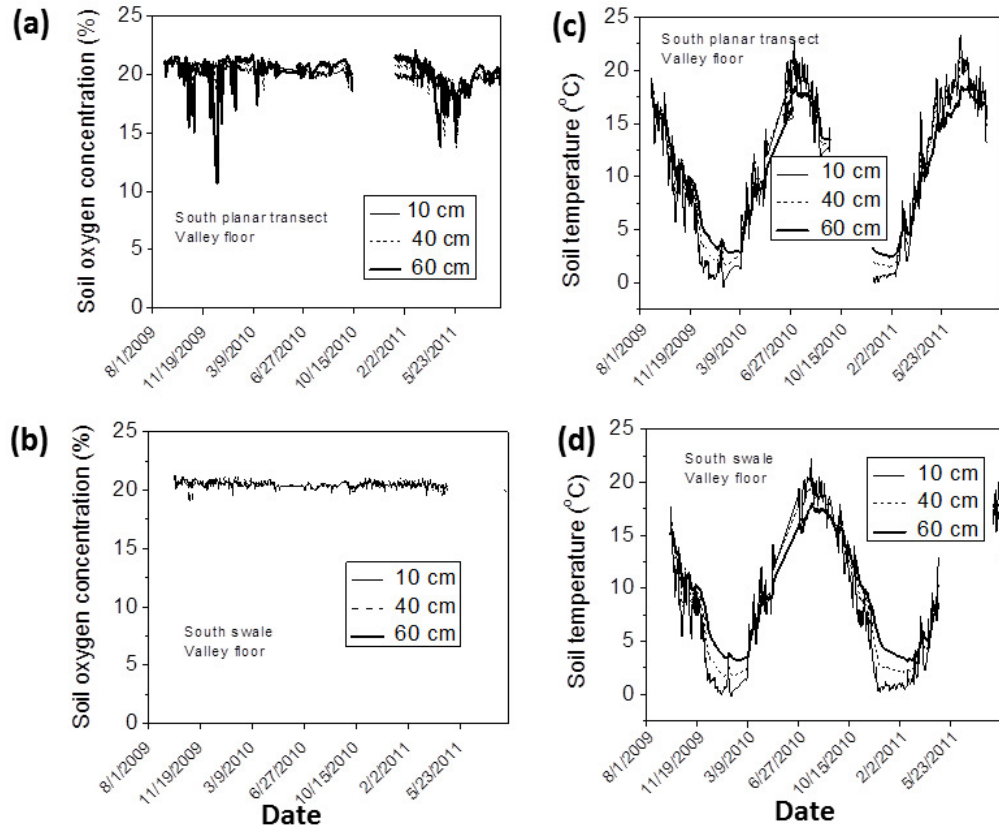 (a)
Soil oxygen concentration (%)
25
20
15
10
5
0
South planar transect
Valley floor
10 cm
40 cm
60 cm
8/1/2009
11/19/2009
3/9/2010
6/27/2010
10/15/2010
2/2/2011
5/23/2011
(c)
Soil temperature (°C)
25
20
15
10
5
0
South planar transect
Valley floor
10 cm
40 cm
60 cm
8/1/2009
11/19/2009
3/9/2010
6/27/2010
10/15/2010
2/2/2011
5/23/2011
(b)
Soil oxygen concentration (%)
25
20
15
10
5
0
South swale
Valley floor
10 cm
40 cm
60 cm
8/1/2009
11/19/2009
3/9/2010
6/27/2010
10/15/2010
2/2/2011
5/23/2011
Date
(d)
Soil temperature (°C)
25
20
15
10
5
0
South swale
Valley floor
10 cm
40 cm
60 cm
8/1/2009
11/19/2009
3/9/2010
6/27/2010
10/15/2010
2/2/2011
5/23/2011
Date